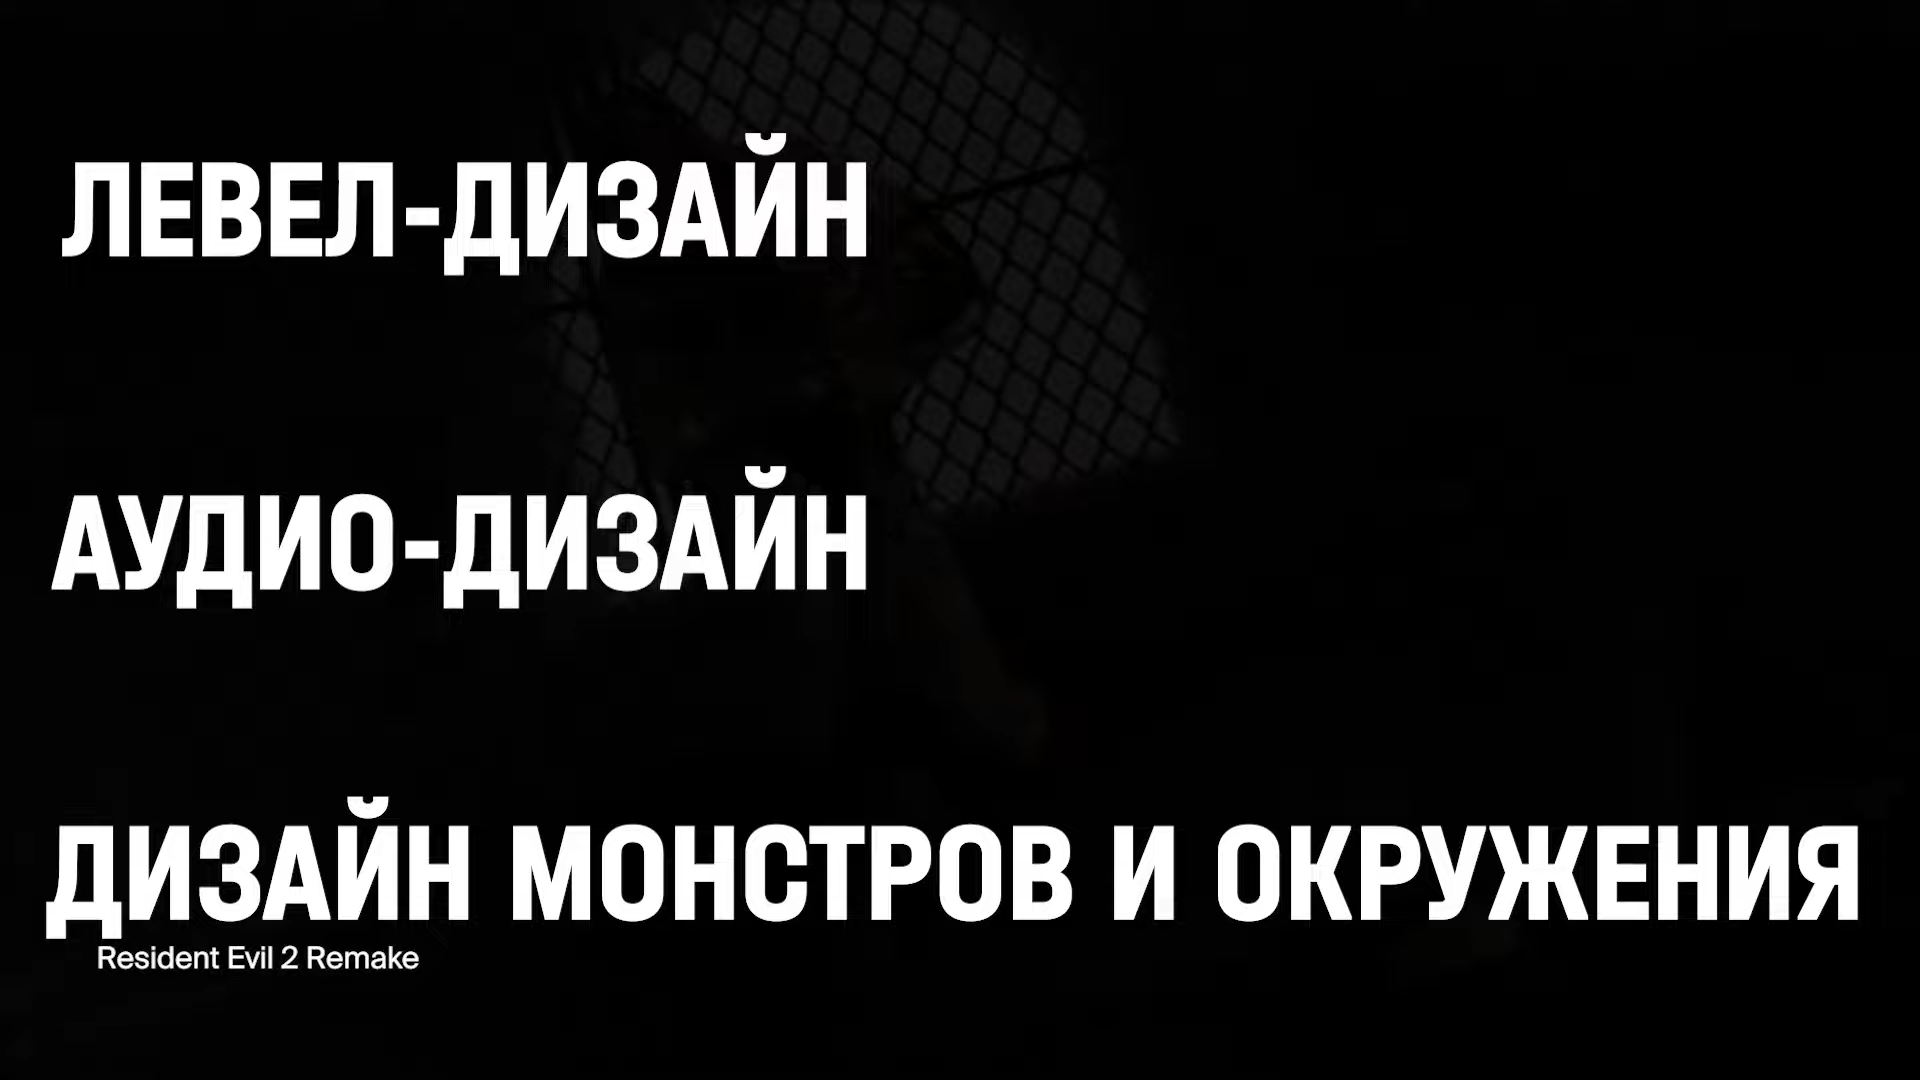 ЛЕВЕЛ-ДИЗАЙН
АУДИО-ДИЗАЙН
ДИЗАЙН МОНСТРОВ И ОКРУЖЕНИЯ
Resident Evil 2 Remake